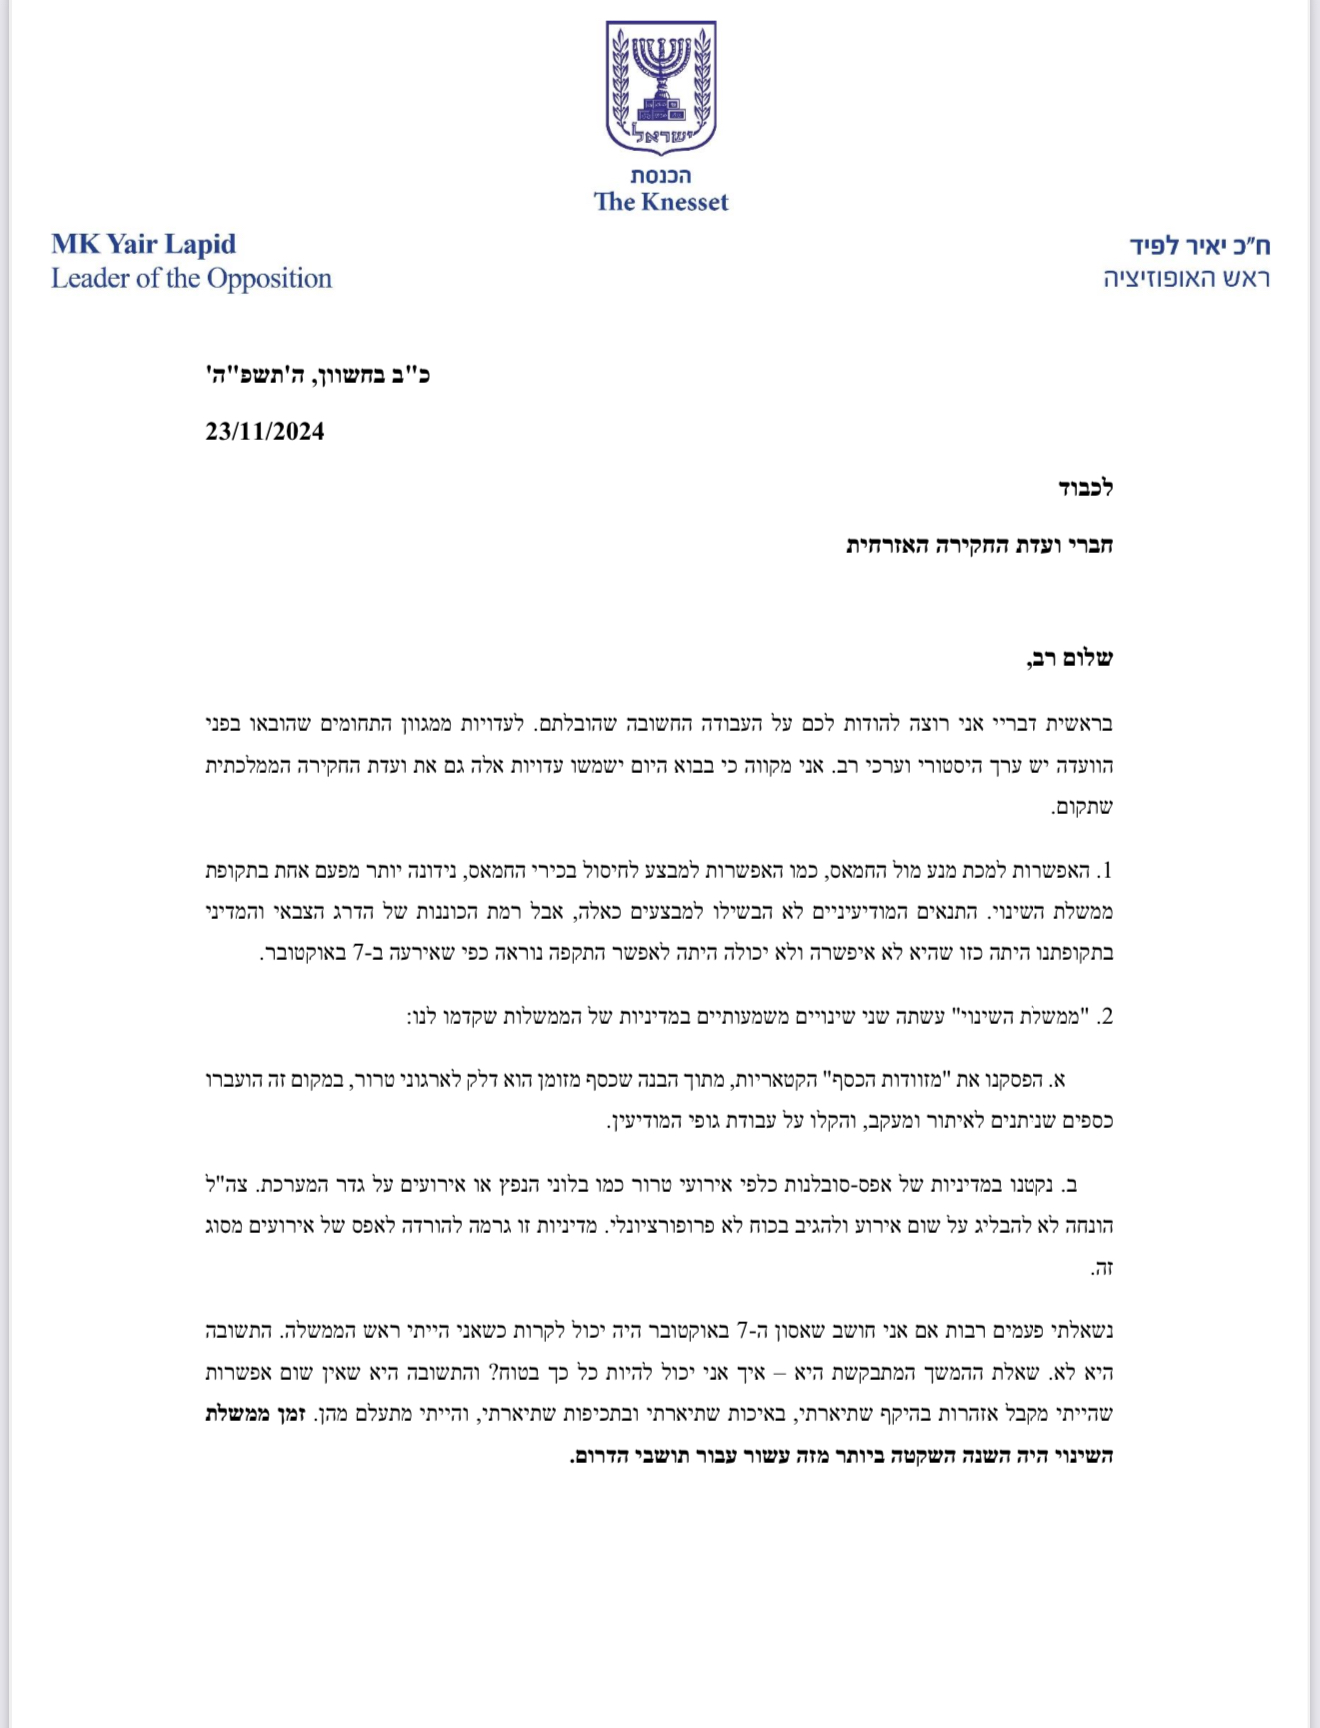 ישראל
הכנסת
The Knesset
MK Yair Lapid
ח"כ יאיר לפיד
Leader of the Opposition
ראש האופוזיציה
כ"ב בחשוון, ה'תשפ"ה'
23/11/2024
לכבוד
חברי ועדת החקירה האזרחית
שלום רב,
בראשית דבריי אני רוצה להודות לכם על העבודה החשובה שהובלתם. לעדויות ממגוון התחומים שהובאו בפני
הוועדה יש ערך היסטורי וערכי רב. אני מקווה כי בבוא היום ישמשו עדויות אלה גם את ועדת החקירה הממלכתית
שתקום.
1. האפשרות למכת מנע מול החמאס, כמו האפשרות למבצע לחיסול בכירי החמאס, נידונה יותר מפעם אחת בתקופת
ממשלת השינוי. התנאים המודיעיניים לא הבשילו למבצעים כאלה, אבל רמת הכוננות של הדרג הצבאי והמדיני
בתקופתנו היתה כזו שהיא לא איפשרה ולא יכולה היתה לאפשר התקפה נוראה כפי שאירעה ב-7 באוקטובר.
2. "ממשלת השינוי" עשתה שני שינויים משמעותיים במדיניות של הממשלות שקדמו לנו:
א. הפסקנו את "מזוודות הכסף" הקטאריות, מתוך הבנה שכסף מזומן הוא דלק לארגוני טרור, במקום זה הועברו
כספים שניתנים לאיתור ומעקב, והקלו על עבודת גופי המודיעין.
ב. נקטנו במדיניות של אפס-סובלנות כלפי אירועי טרור כמו בלוני הנפץ או אירועים על גדר המערכת. צה"ל
הונחה לא להבליג על שום אירוע ולהגיב בכוח לא פרופורציונלי. מדיניות זו גרמה להורדה לאפס של אירועים מסוג
זה.
נשאלתי פעמים רבות אם אני חושב שאסון ה-7 באוקטובר היה יכול לקרות כשאני הייתי ראש הממשלה. התשובה
היא לא. שאלת ההמשך המתבקשת היא – איך אני יכול להיות כל כך בטוח? והתשובה היא שאין שום אפשרות
שהייתי מקבל אזהרות בהיקף שתיארתי, באיכות שתיארתי ובתכיפות שתיארתי, והייתי מתעלם מהן. זמן ממשלת
השינוי היה השנה השקטה ביותר מזה עשור עבור תושבי הדרום.